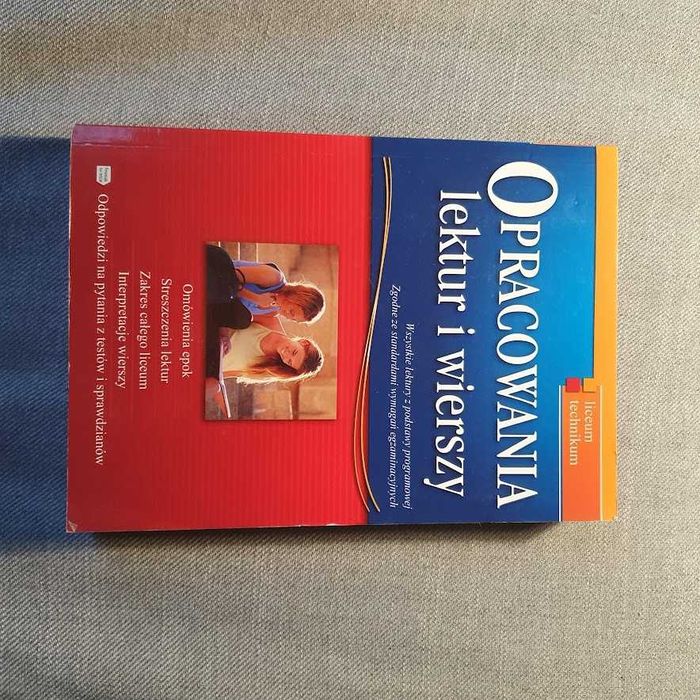 liceum
technikum
OPRACOWANIA
lektur i wierszy
Wszystkie lektury z podstawy programowej
Zgodne ze standardami wymagań egzaminacyjnych
Omówienia epok
Streszczenia lektur
Zakres całego liceum
Interpretacje wierszy
Odpowiedzi na pytania z testów i sprawdzianów